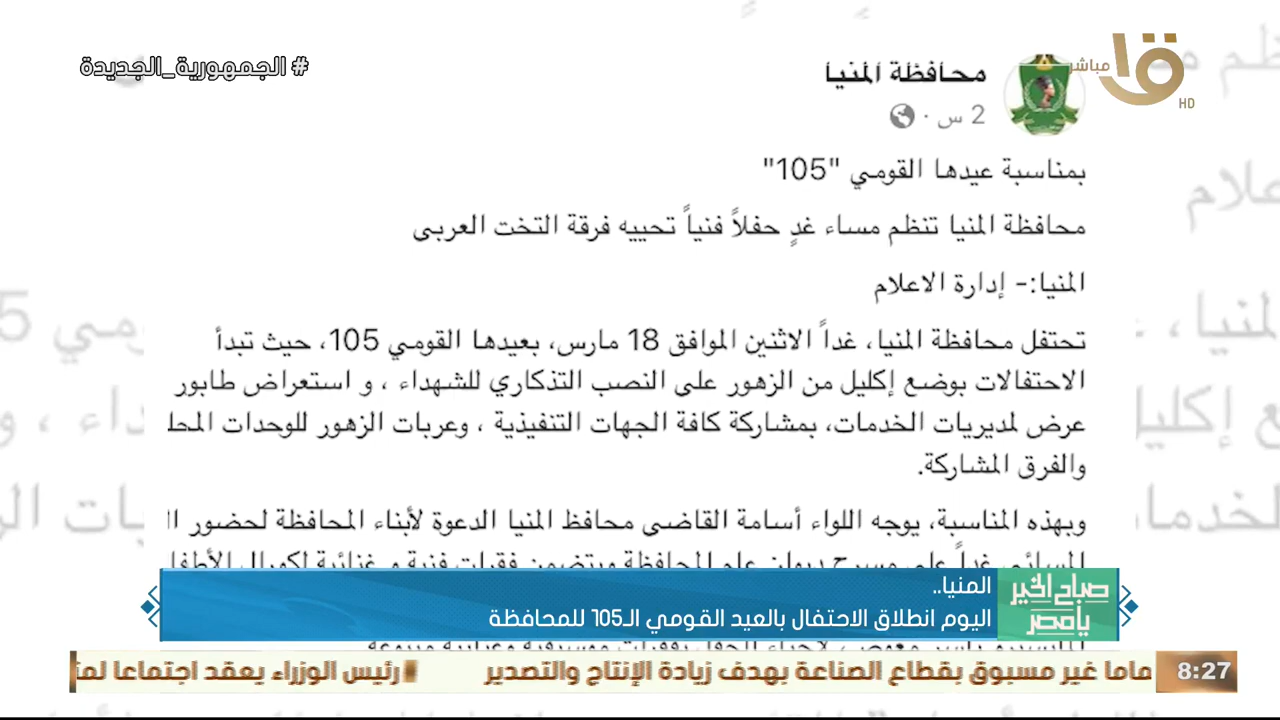 # الجمهورية_الجديدة
مباشر
HD
محافظة المنيا
2 س ·
بمناسبة عيدها القومي "105"
محافظة المنيا تنظم مساء غدٍ حفلاً فنياً تحييه فرقة التخت العربى
المنيا:- إدارة الاعلام
تحتفل محافظة المنيا، غداً الاثنين الموافق 18 مارس، بعيدها القومي 105، حيث تبدأ
الاحتفالات بوضع إكليل من الزهور على النصب التذكاري للشهداء ، و استعراض طابور
عرض لمديريات الخدمات، بمشاركة كافة الجهات التنفيذية ، وعربات الزهور للوحدات المحل
والفرق المشاركة.
وبهذه المناسبة، يوجه اللواء أسامة القاضى محافظ المنيا الدعوة لأبناء المحافظة لحضور ا
صباح الخير
يا مصر
المنيا..
اليوم انطلاق الاحتفال بالعيد القومي الـ105 للمحافظة
8:27
ماما غير مسبوق بقطاع الصناعة بهدف زيادة الإنتاج والتصدير
رئيس الوزراء يعقد اجتماعا لمت